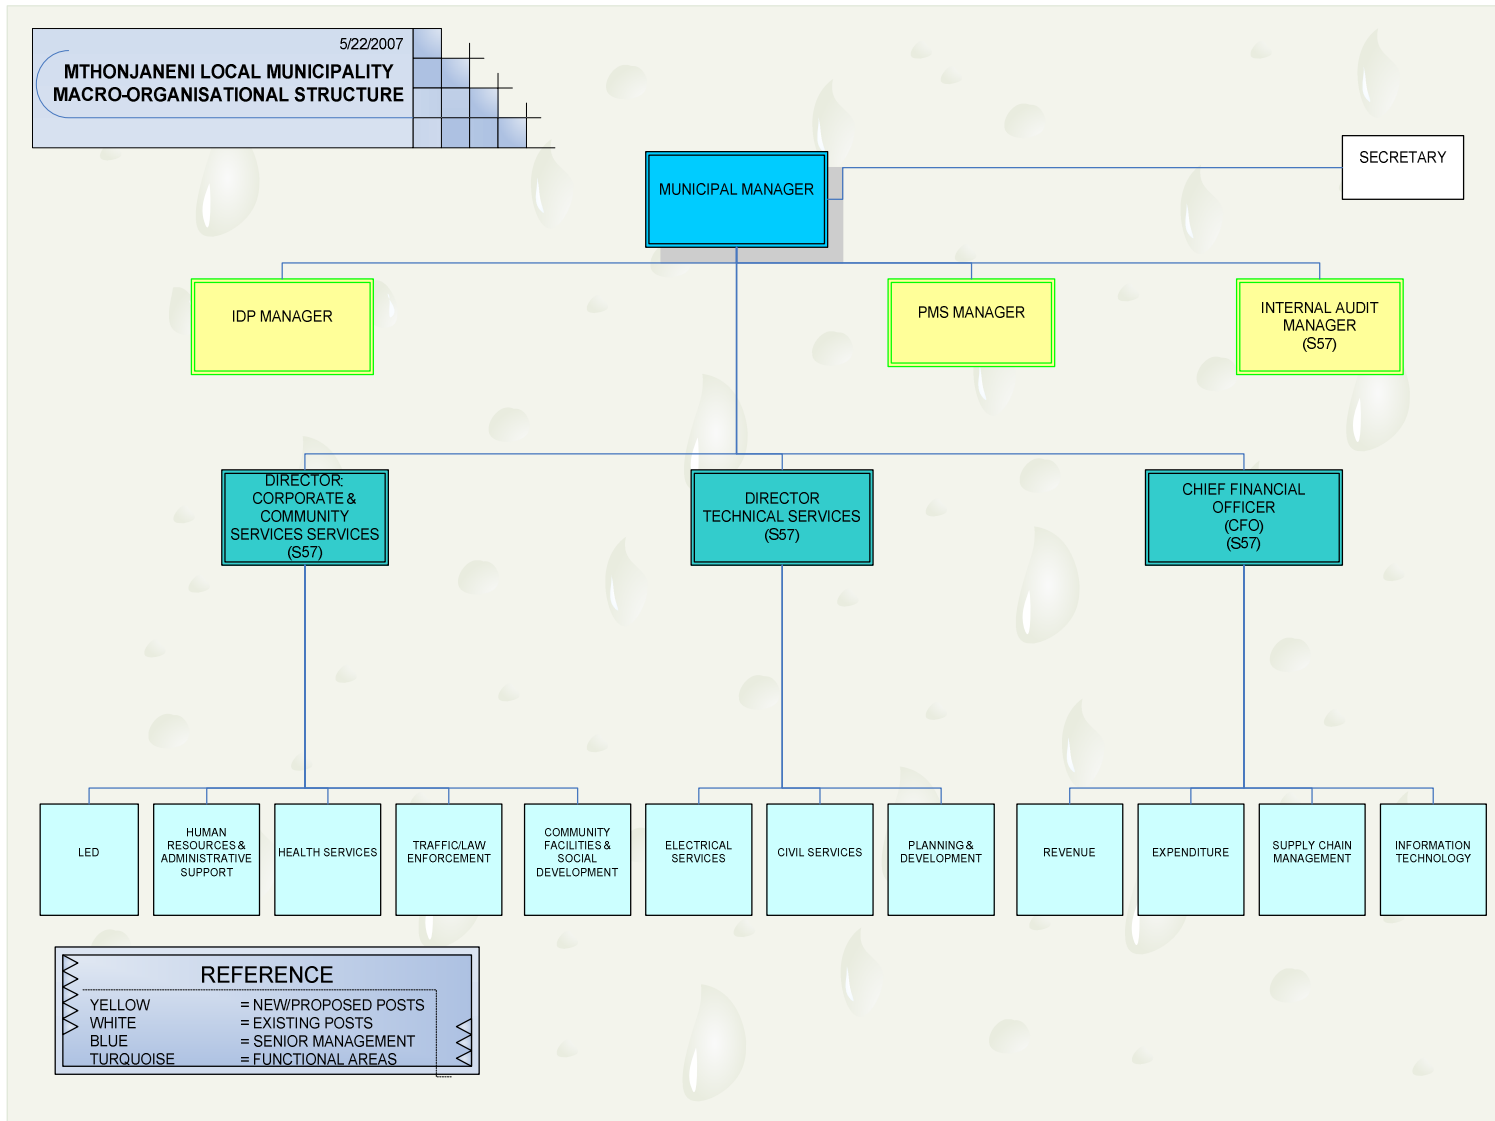 5/22/2007
MTHONJANENI LOCAL MUNICIPALITY
MACRO-ORGANISATIONAL STRUCTURE
SECRETARY
MUNICIPAL MANAGER
IDP MANAGER
PMS MANAGER
INTERNAL AUDIT
MANAGER
(S57)
DIRECTOR:
CORPORATE &
COMMUNITY
SERVICES SERVICES
(S57)
DIRECTOR
TECHNICAL SERVICES
(S57)
CHIEF FINANCIAL
OFFICER
(CFO)
(S57)
LED
HUMAN
RESOURCES &
ADMINISTRATIVE
SUPPORT
HEALTH SERVICES
TRAFFIC/LAW
ENFORCEMENT
COMMUNITY
FACILITIES &
SOCIAL
DEVELOPMENT
ELECTRICAL
SERVICES
CIVIL SERVICES
PLANNING &
DEVELOPMENT
REVENUE
EXPENDITURE
SUPPLY CHAIN
MANAGEMENT
INFORMATION
TECHNOLOGY
REFERENCE
YELLOW = NEW/PROPOSED POSTS
WHITE = EXISTING POSTS
BLUE = SENIOR MANAGEMENT
TURQUOISE = FUNCTIONAL AREAS